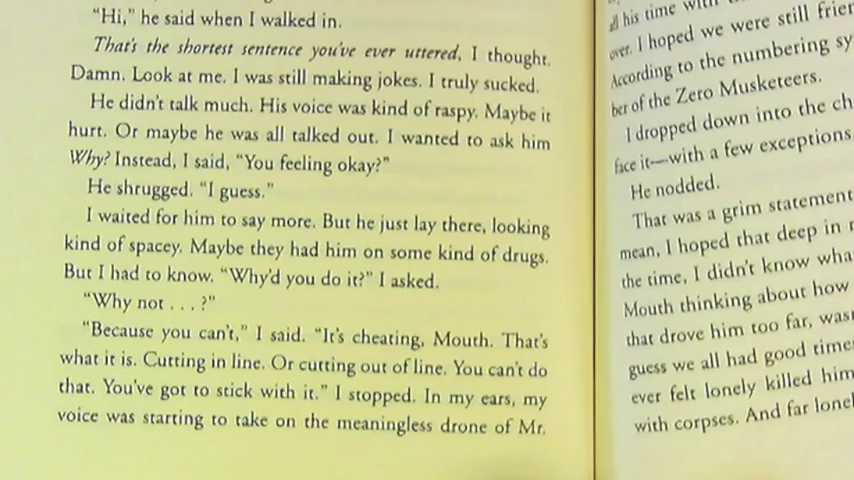 “Hi,” he said when I walked in.
That’s the shortest sentence you’ve ever uttered, I thought.
Damn. Look at me. I was still making jokes. I truly sucked.
He didn’t talk much. His voice was kind of raspy. Maybe it
hurt. Or maybe he was all talked out. I wanted to ask him
Why? Instead, I said, “You feeling okay?”
He shrugged. “I guess.”
I waited for him to say more. But he just lay there, looking
kind of spacey. Maybe they had him on some kind of drugs.
But I had to know. “Why’d you do it?” I asked.
“Why not . . . ?”
“Because you can’t,” I said. “It’s cheating, Mouth. That’s
what it is. Cutting in line. Or cutting out of line. You can’t do
that. You’ve got to stick with it.” I stopped. In my ears, my
voice was starting to take on the meaningless drone of Mr.
all his time with
over. I hoped we were still frien
According to the numbering sy
ber of the Zero Musketeers.
I dropped down into the ch
face it—with a few exceptions,
He nodded.
That was a grim statement
mean, I hoped that deep in
the time, I didn’t know wha
Mouth thinking about how
that drove him too far, was
guess we all had good time
ever felt lonely killed him
with corpses. And far lonel